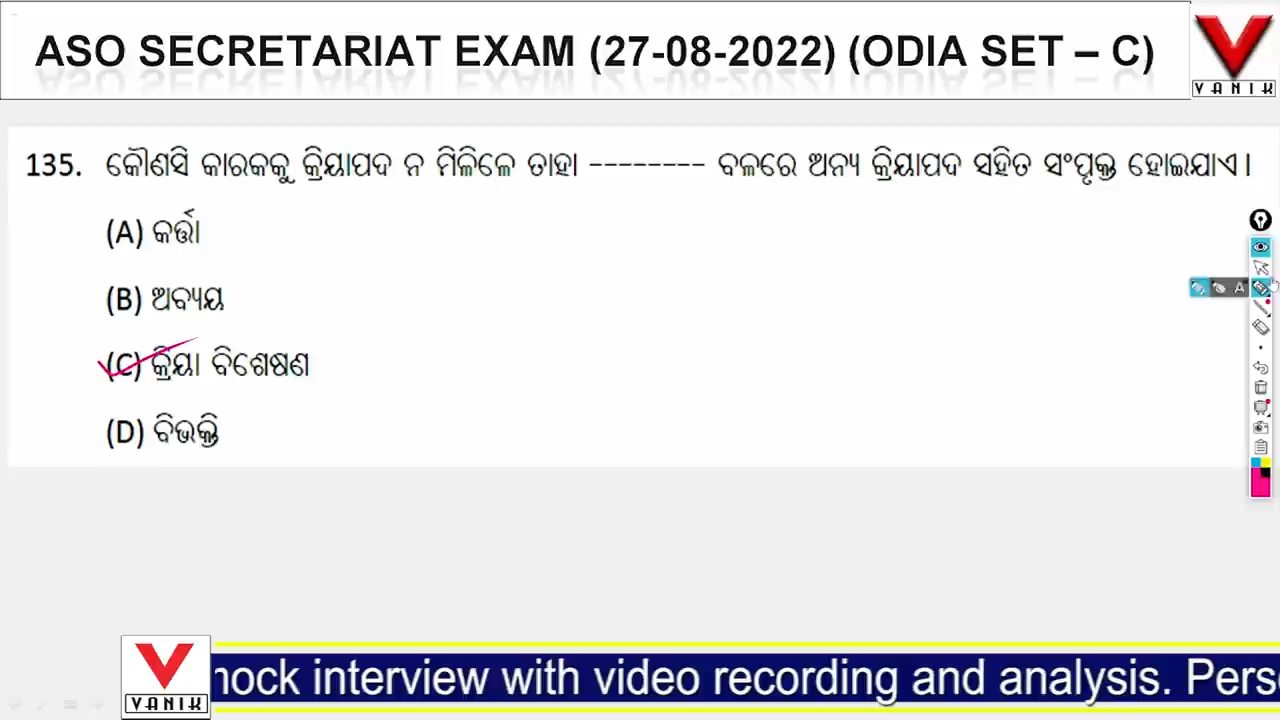 ASO SECRETARIAT EXAM (27-08-2022) (ODIA SET – C)
VANIK
135. କୌଣସି କାରକକୁ କ୍ରିୟାପଦ ନ ମିଳିଳେ ତାହା -------- ବଳରେ ଅନ୍ୟ କ୍ରିୟାପଦ ସହିତ ସଂପୃକ୍ତ ହୋଇଯାଏ।
(A) କର୍ତ୍ତା
(B) ଅବ୍ୟୟ
(C) କ୍ରିୟା ବିଶେଷଣ
(D) ବିଭକ୍ତି
A
VANIK
mock interview with video recording and analysis. Pers